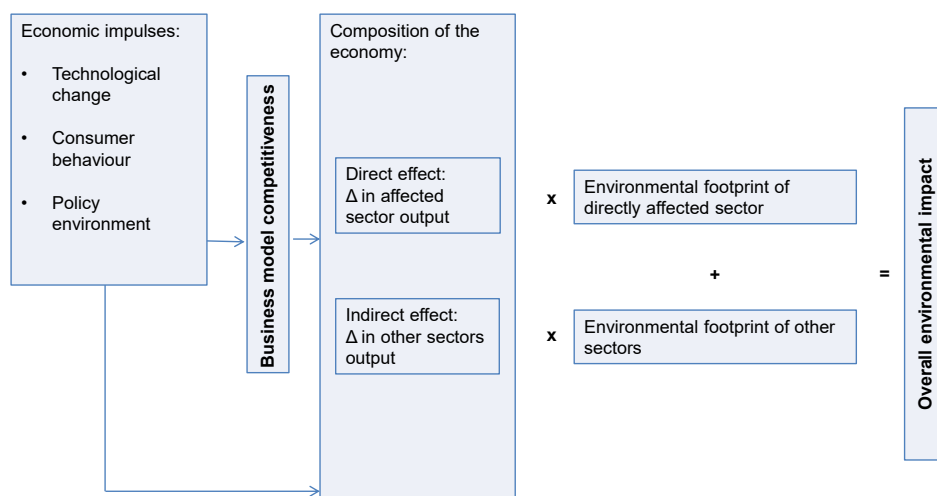 Economic impulses:
• Technological
change
• Consumer
behaviour
• Policy
environment
Business model competitiveness
Composition of the
economy:
Direct effect:
Δ in affected
sector output
x
Environmental footprint of
directly affected sector
+
Indirect effect:
Δ in other sectors
output
x
Environmental footprint of other
sectors
=
Overall environmental impact